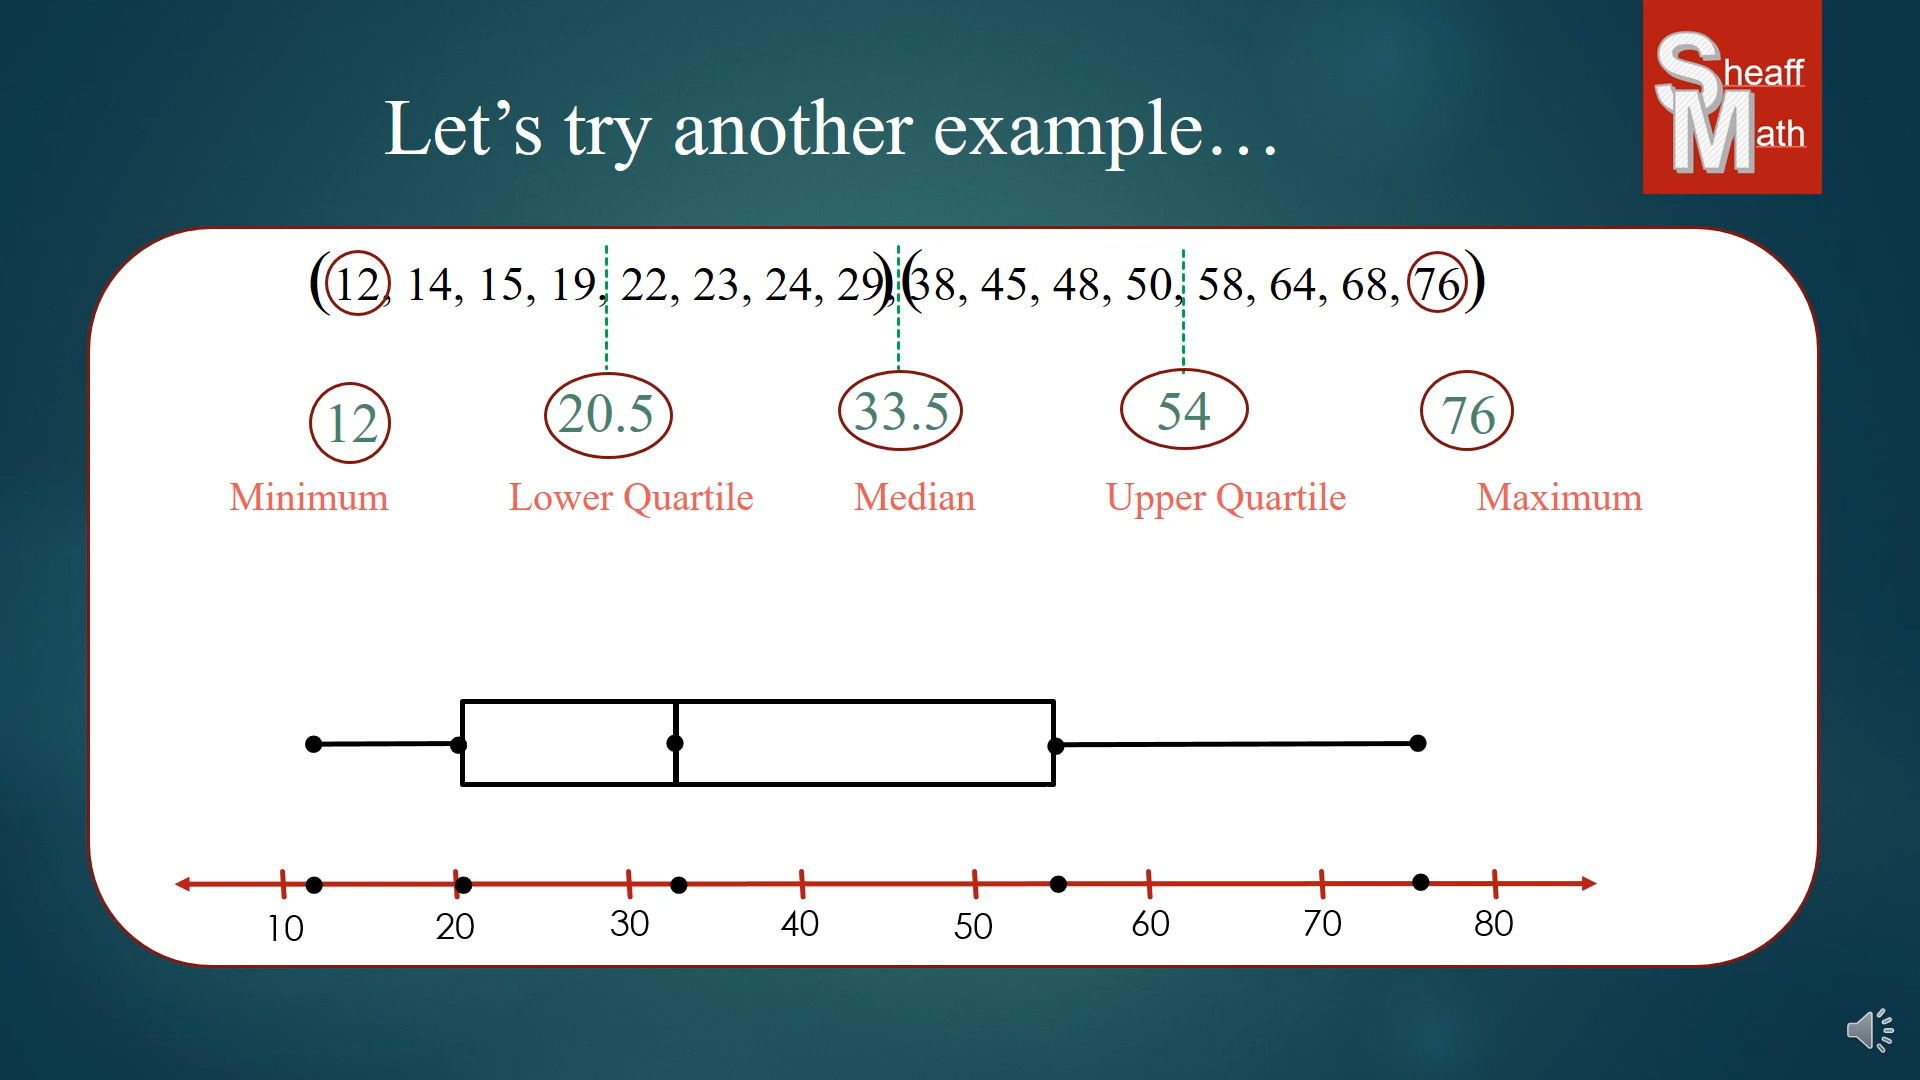 Sheaff
Math
Let’s try another example…
(12, 14, 15, 19, 22, 23, 24, 29),(38, 45, 48, 50, 58, 64, 68, 76)
12 20.5 33.5 54 76
Minimum Lower Quartile Median Upper Quartile Maximum
10 20 30 40 50 60 70 80